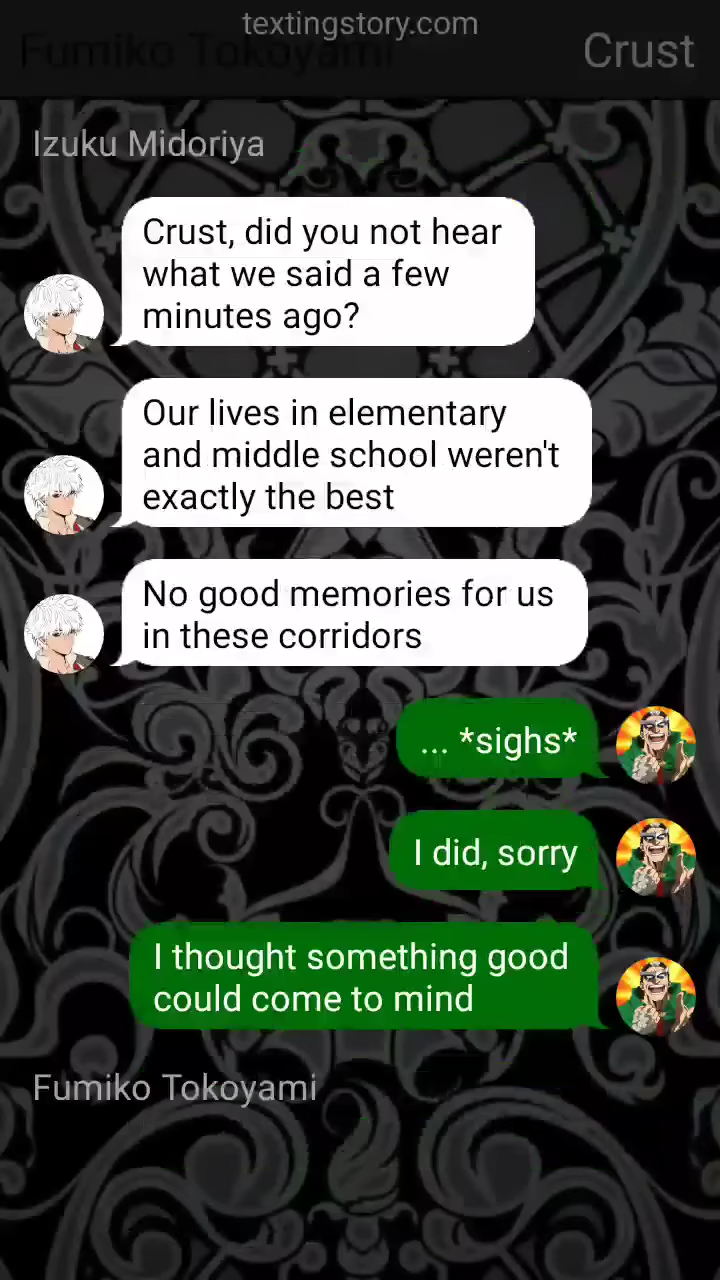 textingstory.com
Fumiko Tokoyami
Crust
Izuku Midoriya
Crust, did you not hear
what we said a few
minutes ago?
Our lives in elementary
and middle school weren't
exactly the best
No good memories for us
in these corridors
... *sighs*
I did, sorry
I thought something good
could come to mind
Fumiko Tokoyami